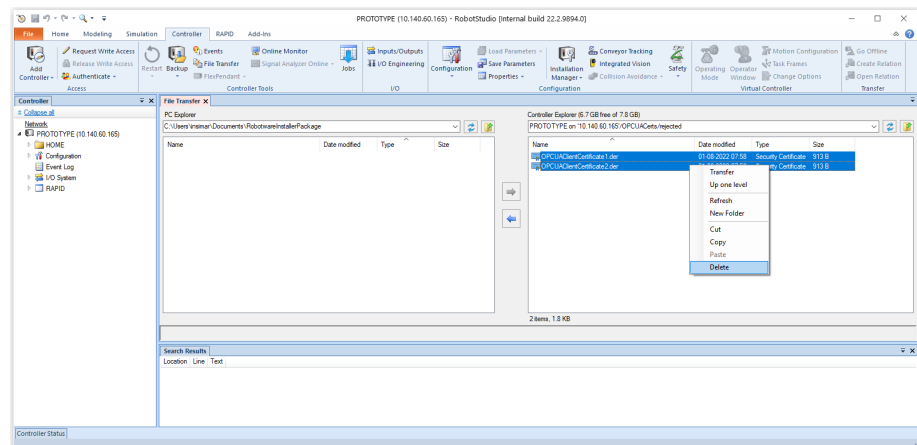 PROTOTYPE (10.140.60.165) - RobotStudio [Internal build 22.2.9894.0]
File Home Modeling Simulation Controller RAPID Add-Ins
Add Controller
Request Write Access
Release Write Access
Authenticate
Access
Restart
Backup
Events
File Transfer
FlexPendant
Online Monitor
Signal Analyzer Online
Jobs
Controller Tools
Inputs/Outputs
I/O Engineering
I/O
Configuration
Load Parameters
Save Parameters
Properties
Installation Manager
Conveyor Tracking
Integrated Vision
Collision Avoidance
Safety
Configuration
Operating Mode
Operator Window
Motion Configuration
Task Frames
Change Options
Virtual Controller
Go Offline
Create Relation
Open Relation
Transfer
Controller
Collapse all
Network
PROTOTYPE (10.140.60.165)
HOME
Configuration
Event Log
I/O System
RAPID
File Transfer X
PC Explorer
C:\Users\insimar\Documents\RobotwareInstallerPackage
Name Date modified Type Size
Controller Explorer (6.7 GB free of 7.8 GB)
PROTOTYPE on '10.140.60.165'/OPCUACerts/rejected
Name Date modified Type Size
OPCUAClientCertificate1.der 01-08-2022 07:58 Security Certificate 913 B
OPCUAClientCertificate2.der Certificate 913 B
Transfer
Up one level
Refresh
New Folder
Cut
Copy
Paste
Delete
2 items, 1.8 KB
Search Results
Location Line Text
Controller Status